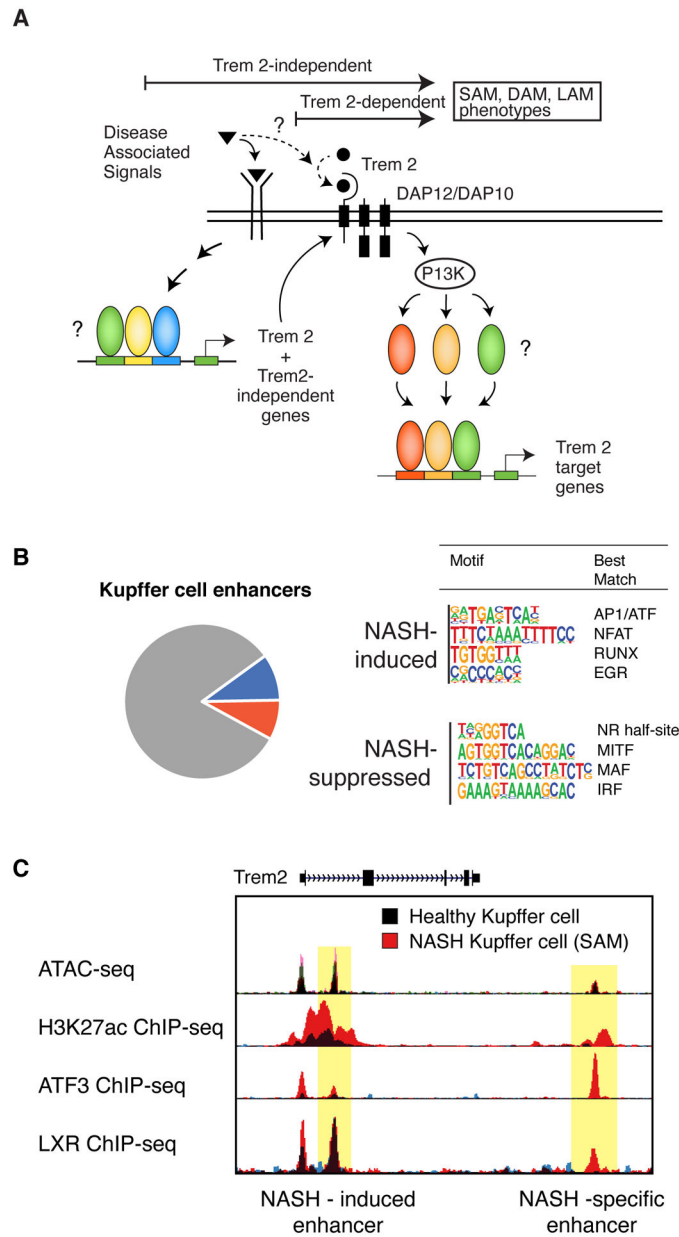 A
Trem 2-independent
Trem 2-dependent
SAM, DAM, LAM
phenotypes
?
Disease
Associated
Signals
Trem 2
DAP12/DAP10
P13K
?
Trem 2
+
Trem2-
independent
genes
?
Trem 2
target
genes
B
Kupffer cell enhancers
Motif
Best
Match
NASH-
induced
AP1/ATF
NFAT
RUNX
EGR
NASH-
suppressed
NR half-site
AGTGGTCACAGGAC MITF
TCTGTCAGCCTATCTC MAF
GAAAGTAAAAGCAC IRF
C
Trem2
Healthy Kupffer cell
NASH Kupffer cell (SAM)
ATAC-seq
H3K27ac ChIP-seq
ATF3 ChIP-seq
LXR ChIP-seq
NASH - induced
enhancer
NASH -specific
enhancer